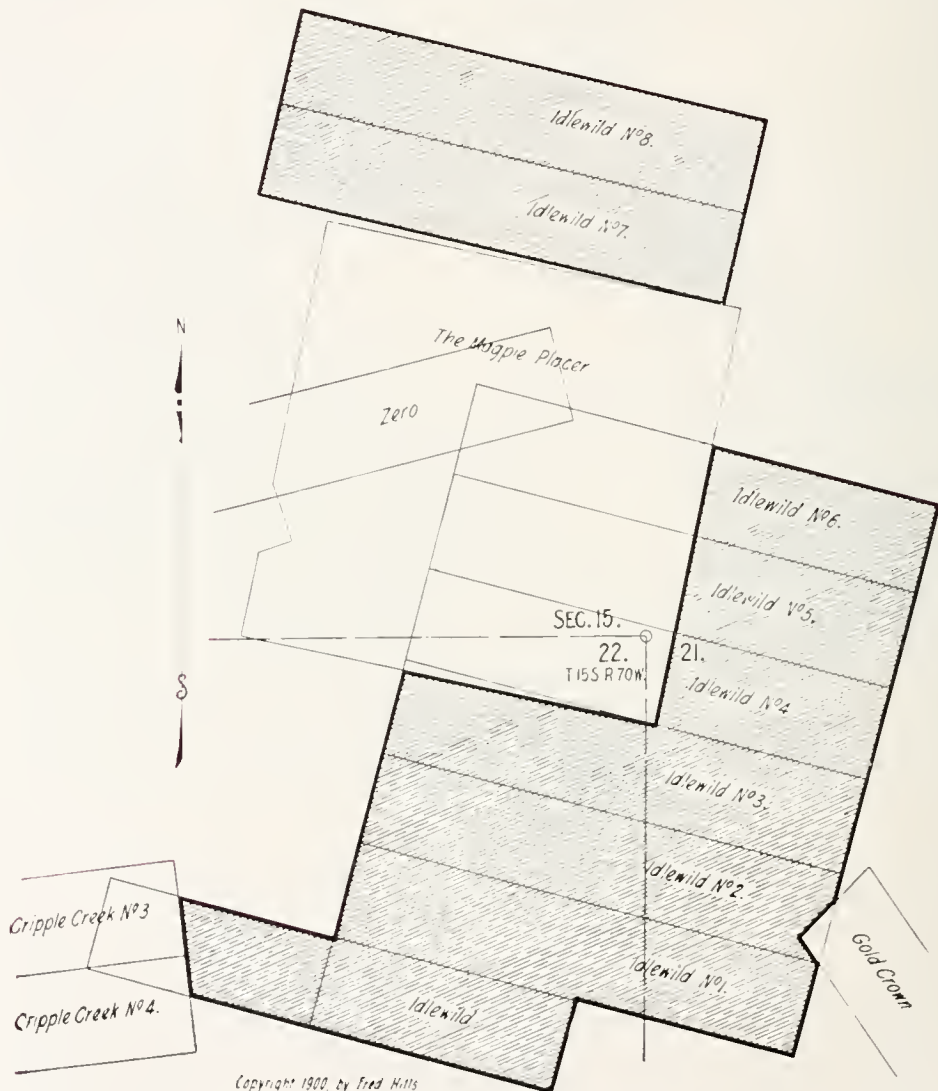 Idlewild Nº8.
Idlewild Nº7.
N
The Magpie Placer
Zero
Idlewild Nº6.
Idlewild Nº5.
SEC. 15.
22. 21.
T15S R70W.
Idlewild Nº4
S
Idlewild Nº3.
Idlewild Nº2.
Cripple Creek Nº3
Gold Crown
Idlewild Nº1.
Idlewild
Cripple Creek Nº4.
Copyright 1900, by Fred Hills